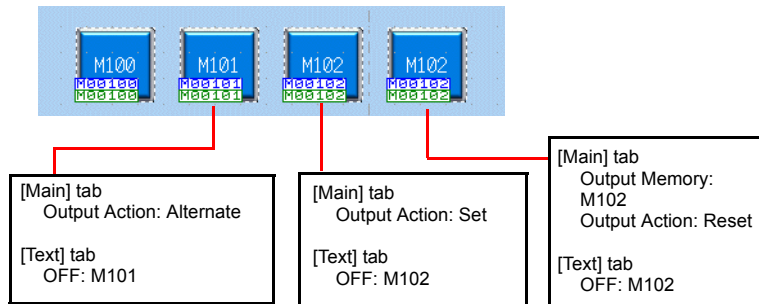 M100 M101 M102 M102
M00100 M00101 M00102 M00102
M00100 M00101 M00102 M00102
[Main] tab
Output Action: Alternate
[Text] tab
OFF: M101
[Main] tab
Output Action: Set
[Text] tab
OFF: M102
[Main] tab
Output Memory:
M102
Output Action: Reset
[Text] tab
OFF: M102